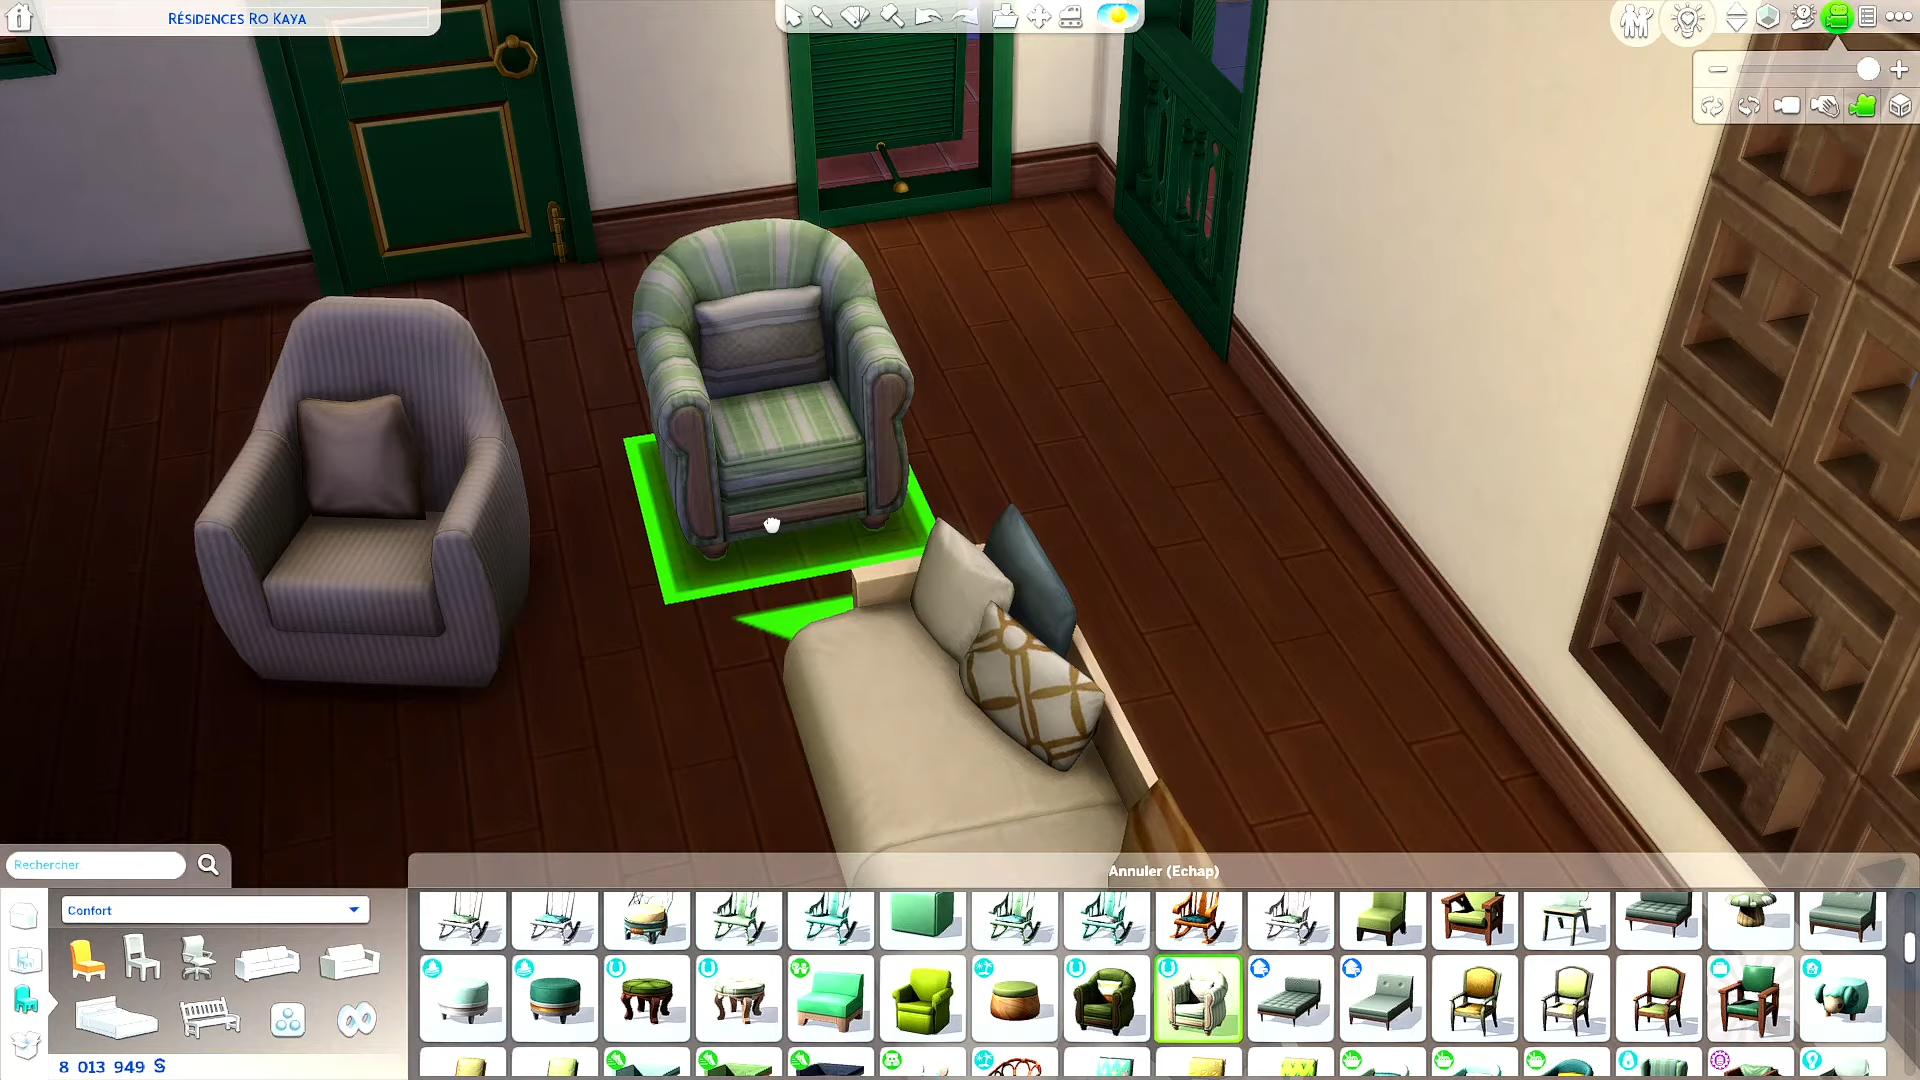 Résidences Ro Kaya
Annuler (Echap)
Rechercher
Confort
8 013 949 §